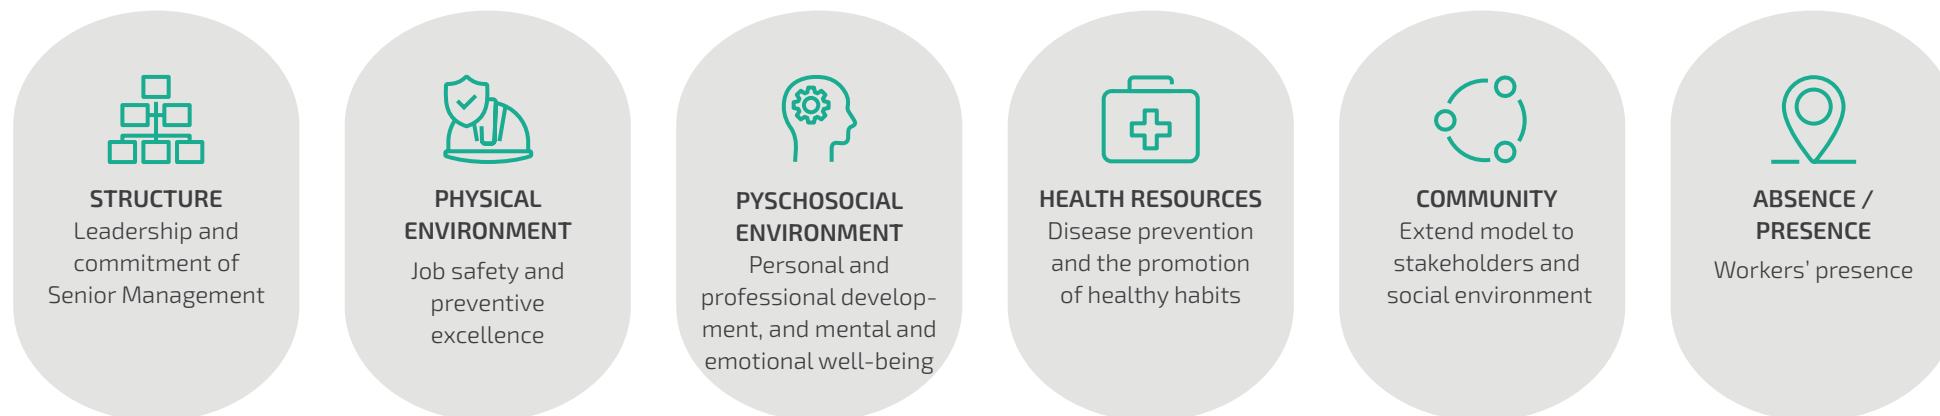 STRUCTURE
Leadership and
commitment of
Senior Management
PHYSICAL
ENVIRONMENT
Job safety and
preventive
excellence
PYSCHOSOCIAL
ENVIRONMENT
Personal and
professional develop-
ment, and mental and
emotional well-being
HEALTH RESOURCES
Disease prevention
and the promotion
of healthy habits
COMMUNITY
Extend model to
stakeholders and
social environment
ABSENCE /
PRESENCE
Workers’ presence